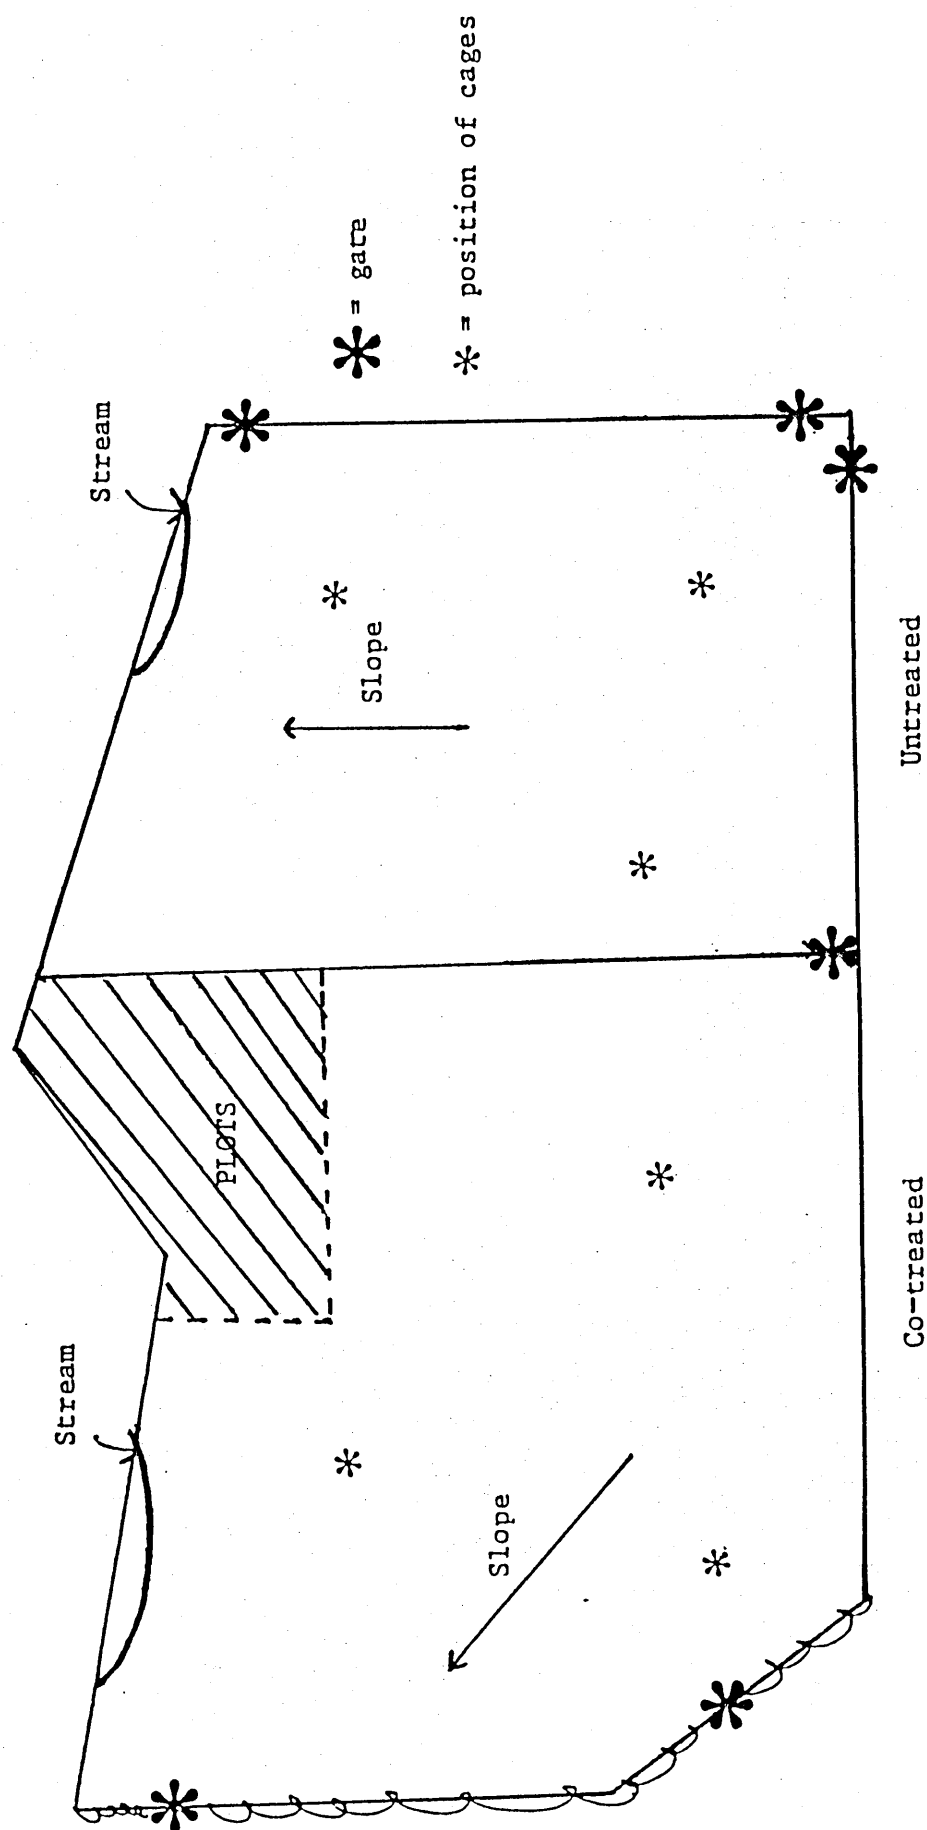 Stream
Stream
✱ = gate
* = position of cages
PLOTS
Slope
Slope
Co-treated
Untreated